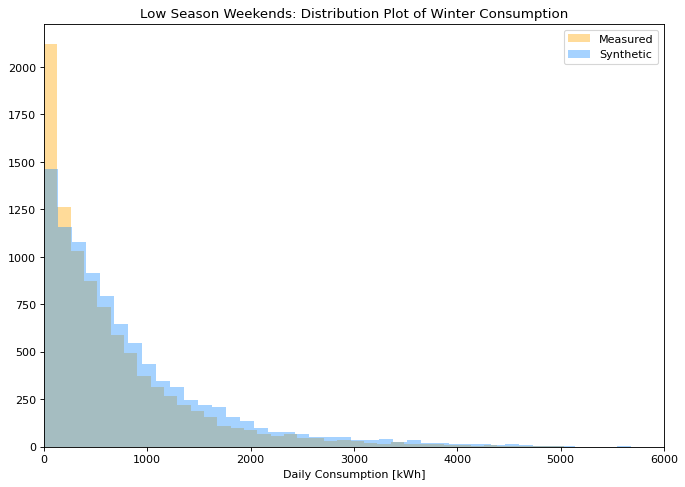 Low Season Weekends: Distribution Plot of Winter Consumption
Measured
Synthetic
2000
1750
1500
1250
1000
750
500
250
0
0 1000 2000 3000 4000 5000 6000
Daily Consumption [kWh]